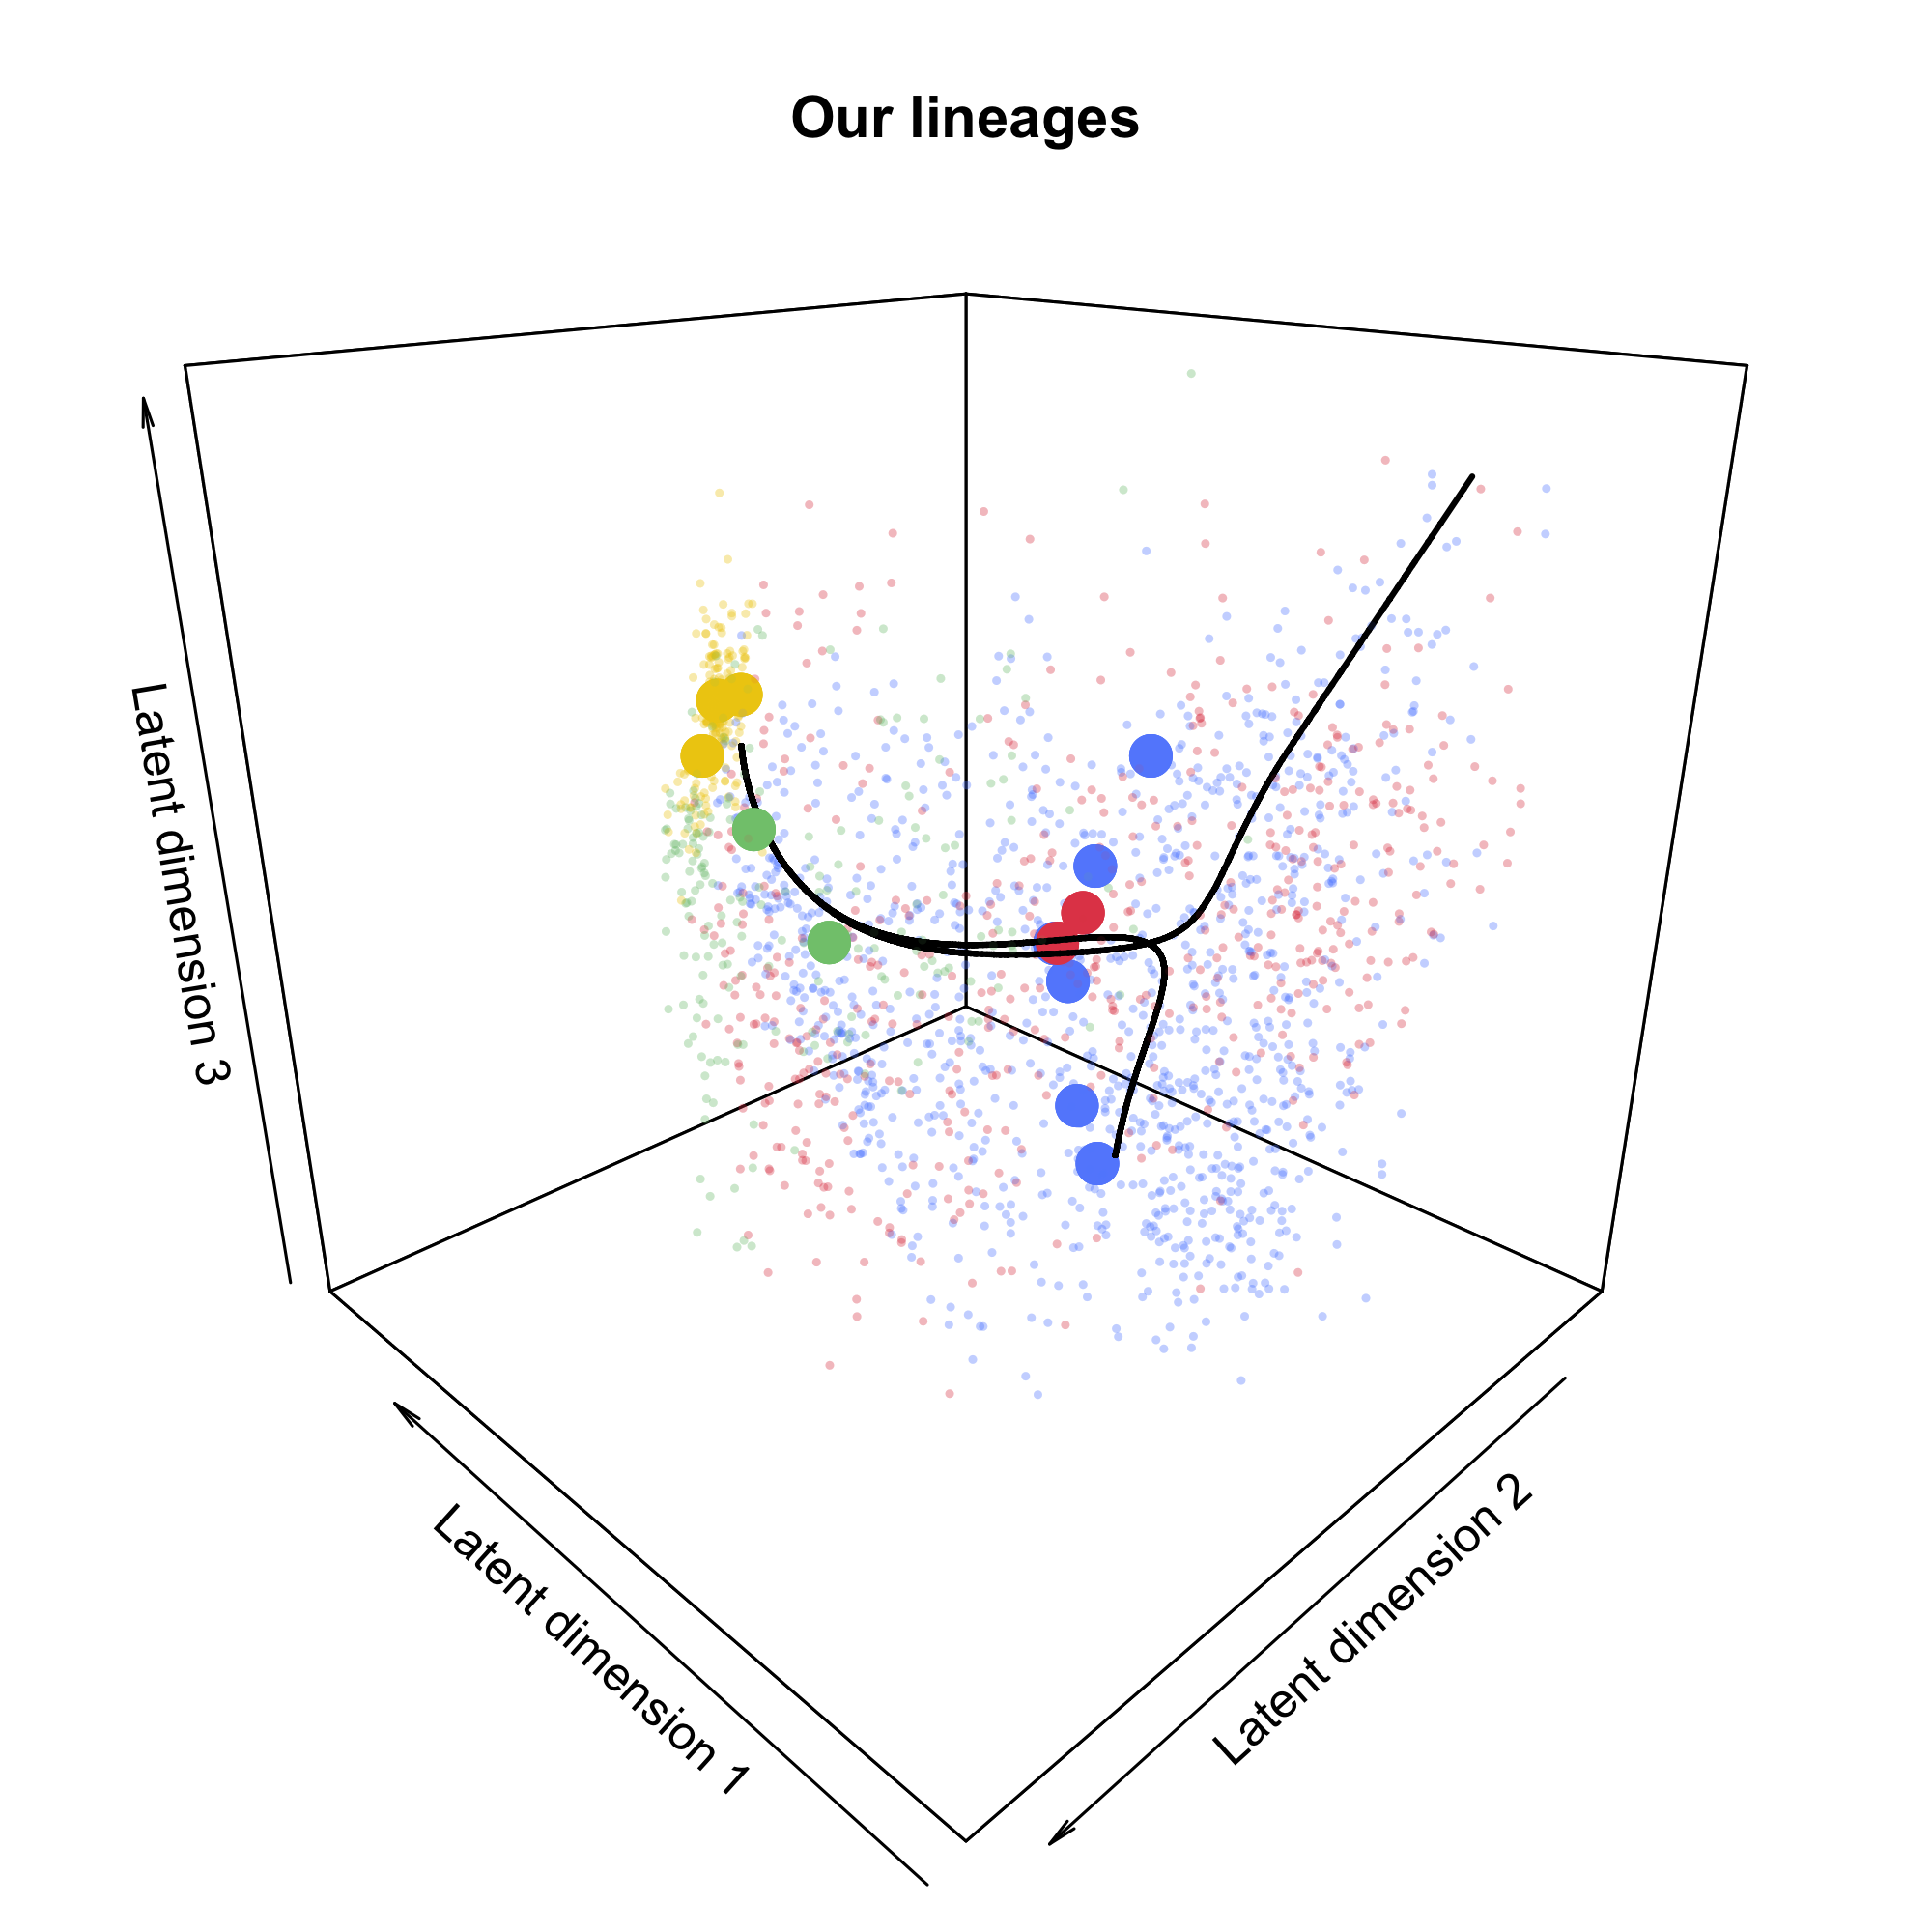 Our lineages
Latent dimension 3
Latent dimension 1
Latent dimension 2